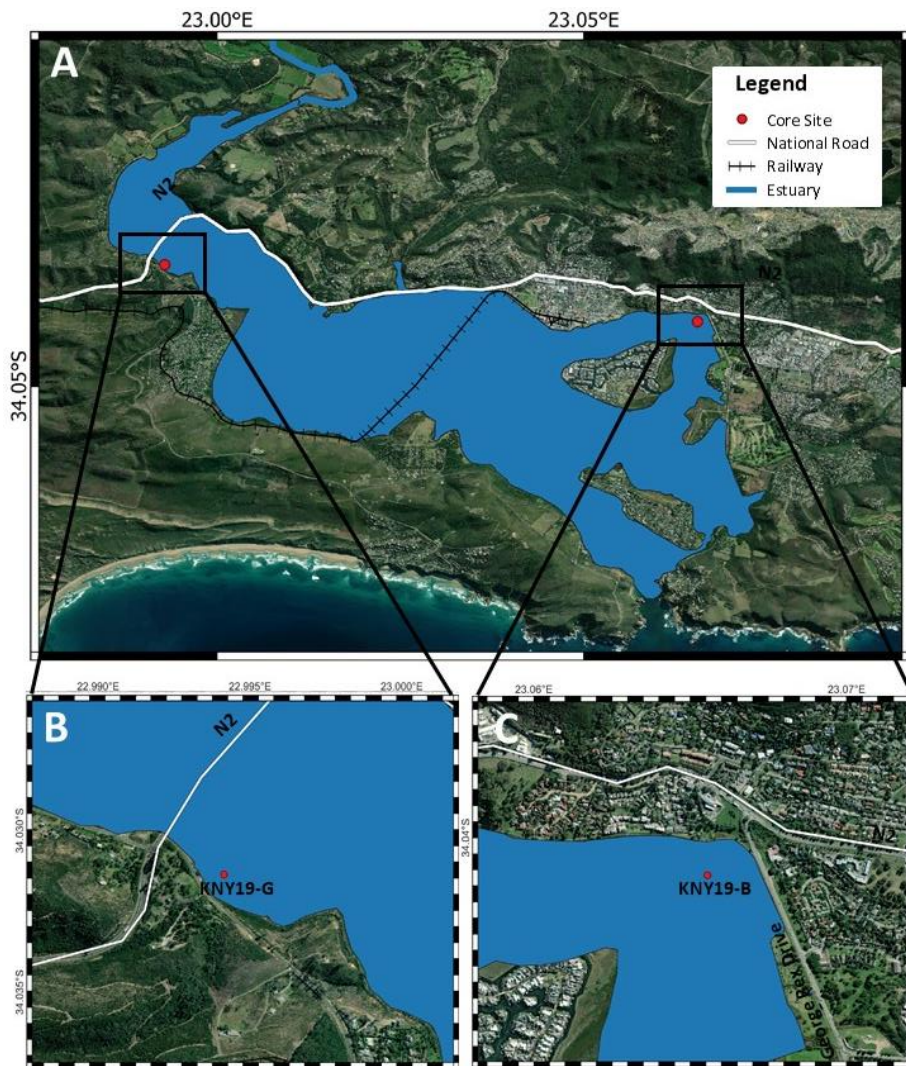 23.00°E 23.05°E
A
Legend
Core Site
National Road
Railway
Estuary
N2
N2
34.05°S
22.990°E 22.995°E 23.000°E
B
N2
34.030°S
KNY19-G
34.035°S
23.06°E 23.07°E
C
34.04°S
N2
KNY19-B
George Rex Drive